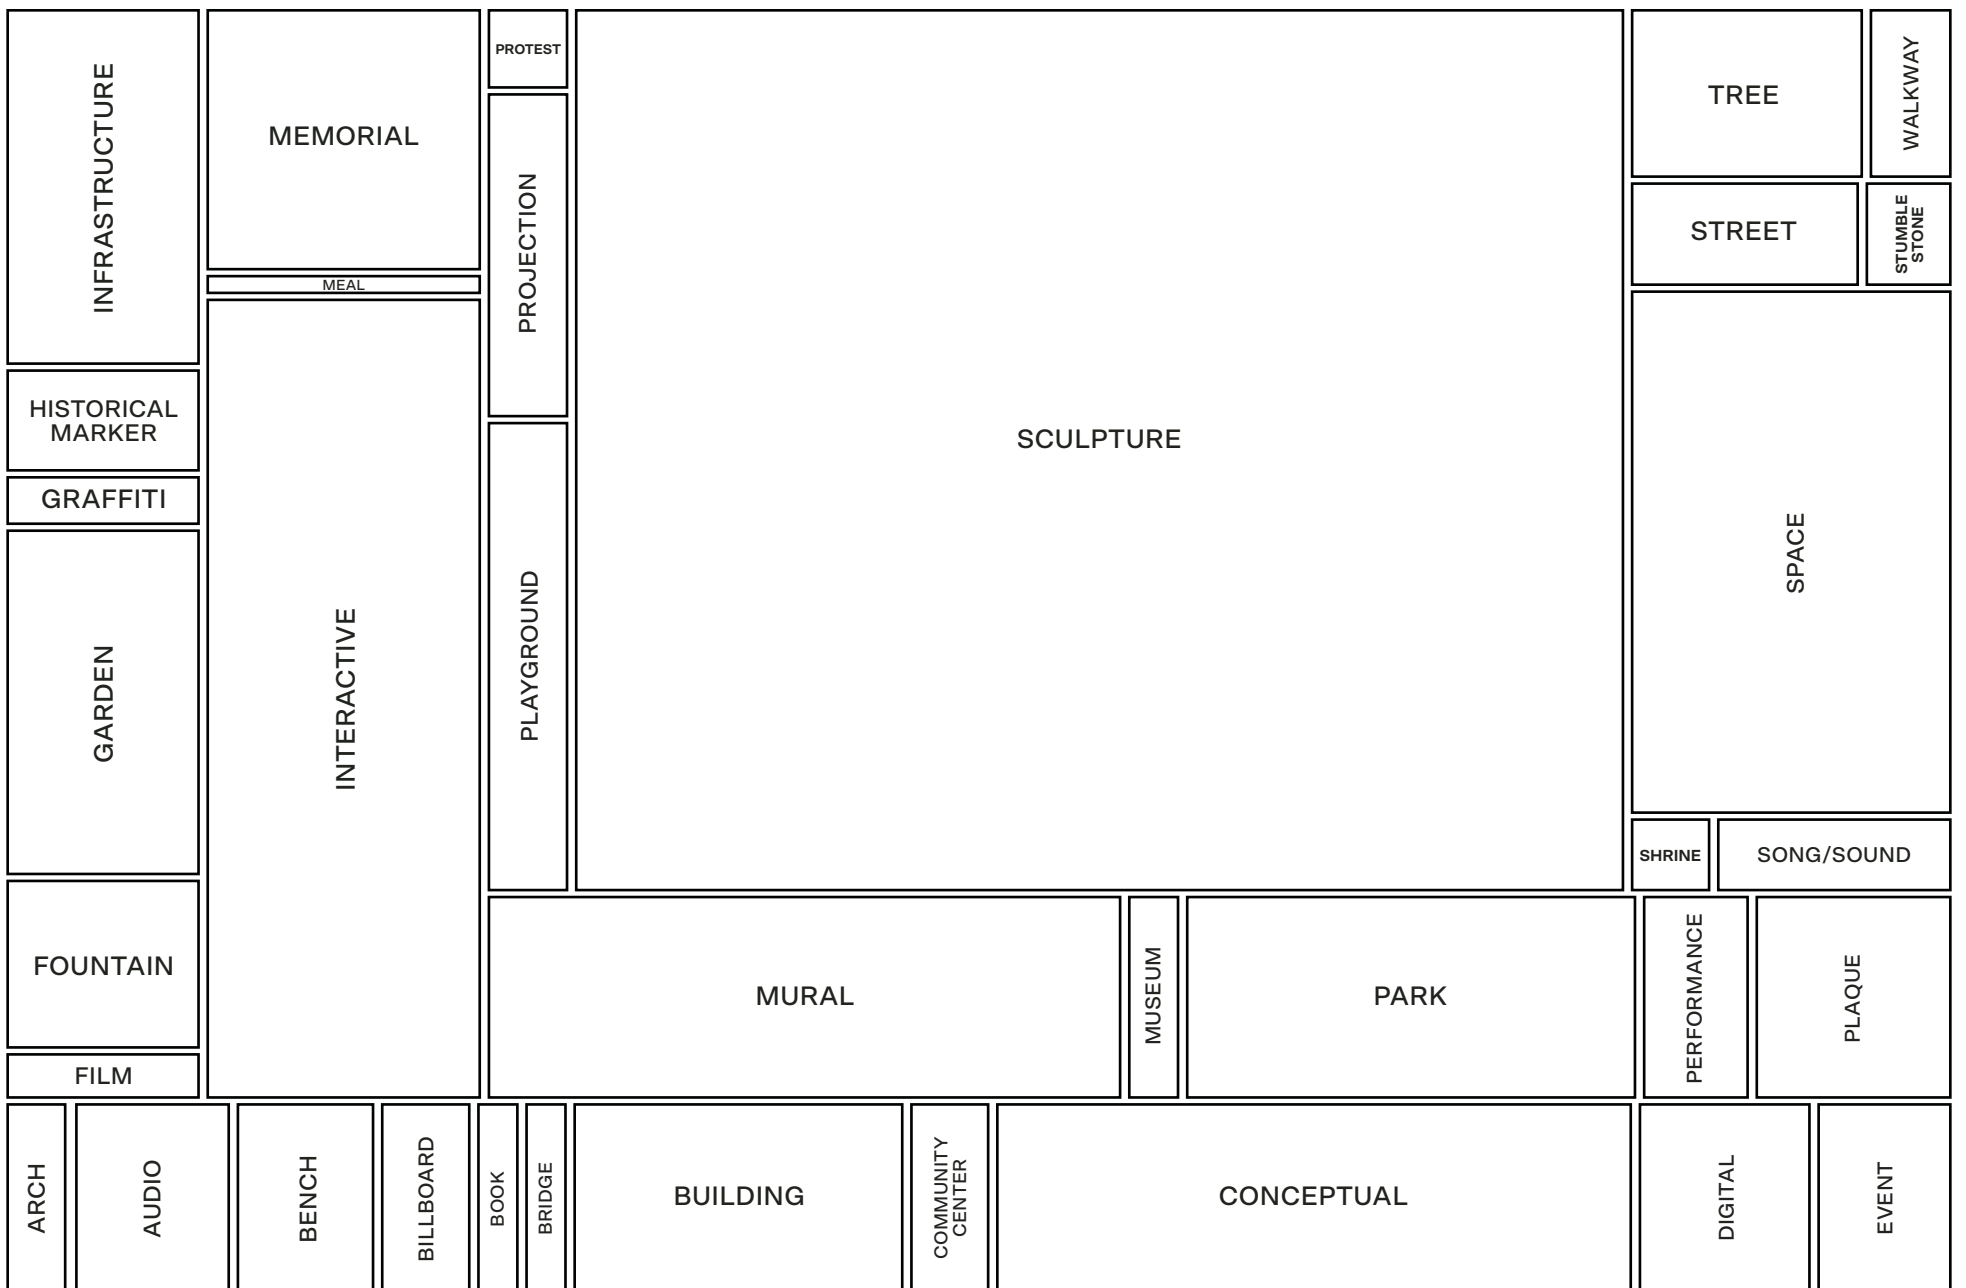 INFRASTRUCTURE
MEMORIAL
PROTEST
TREE
WALKWAY
PROJECTION
STREET
STUMBLE
STONE
MEAL
HISTORICAL
MARKER
SCULPTURE
GRAFFITI
SPACE
GARDEN
INTERACTIVE
PLAYGROUND
SHRINE
SONG/SOUND
FOUNTAIN
MURAL
MUSEUM
PARK
PERFORMANCE
PLAQUE
FILM
ARCH
AUDIO
BENCH
BILLBOARD
BOOK
BRIDGE
BUILDING
COMMUNITY
CENTER
CONCEPTUAL
DIGITAL
EVENT